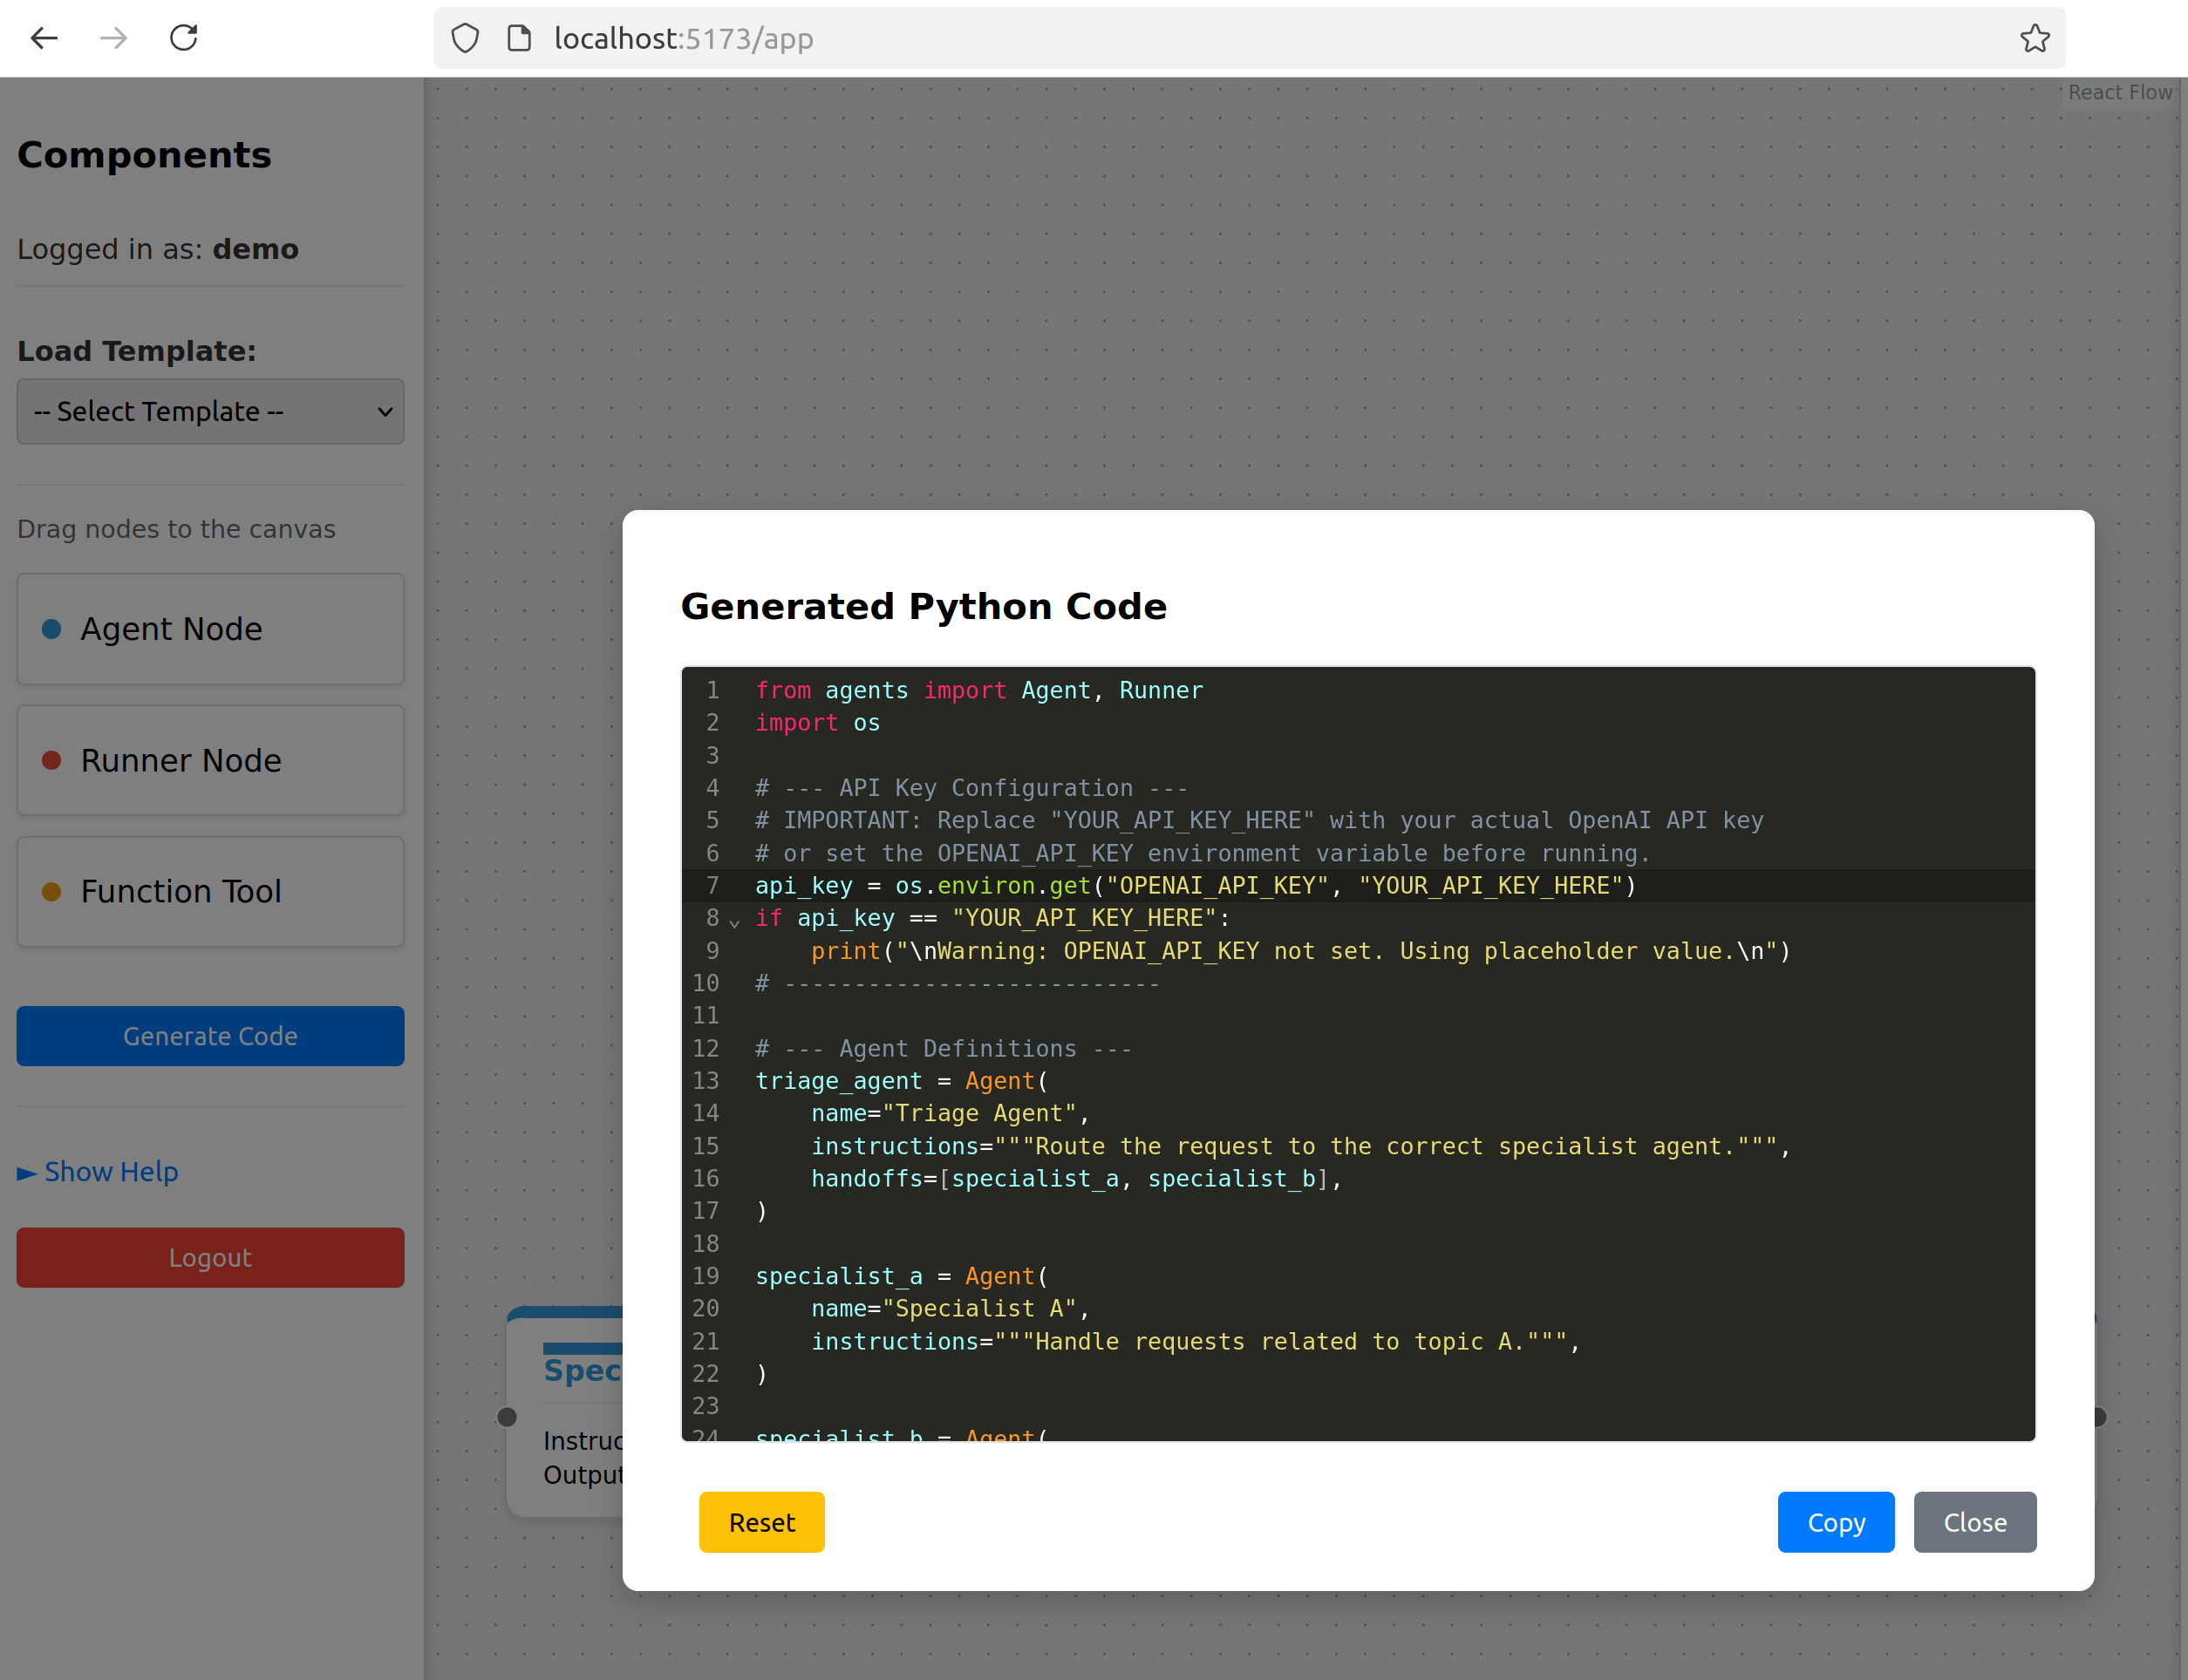 localhost:5173/app
React Flow
Components
Logged in as: demo
Load Template:
-- Select Template --
Drag nodes to the canvas
Agent Node
Runner Node
Function Tool
Generate Code
► Show Help
Logout
Spec
Instruc
Output
Generated Python Code
1 from agents import Agent, Runner
2 import os
3
4 # --- API Key Configuration ---
5 # IMPORTANT: Replace "YOUR_API_KEY_HERE" with your actual OpenAI API key
6 # or set the OPENAI_API_KEY environment variable before running.
7 api_key = os.environ.get("OPENAI_API_KEY", "YOUR_API_KEY_HERE")
8 if api_key == "YOUR_API_KEY_HERE":
9     print("\nWarning: OPENAI_API_KEY not set. Using placeholder value.\n")
10 # ---------------------------
11
12 # --- Agent Definitions ---
13 triage_agent = Agent(
14     name="Triage Agent",
15     instructions="""Route the request to the correct specialist agent.""",
16     handoffs=[specialist_a, specialist_b],
17 )
18
19 specialist_a = Agent(
20     name="Specialist A",
21     instructions="""Handle requests related to topic A.""",
22 )
23
24 specialist_b = Agent(
Reset
Copy
Close